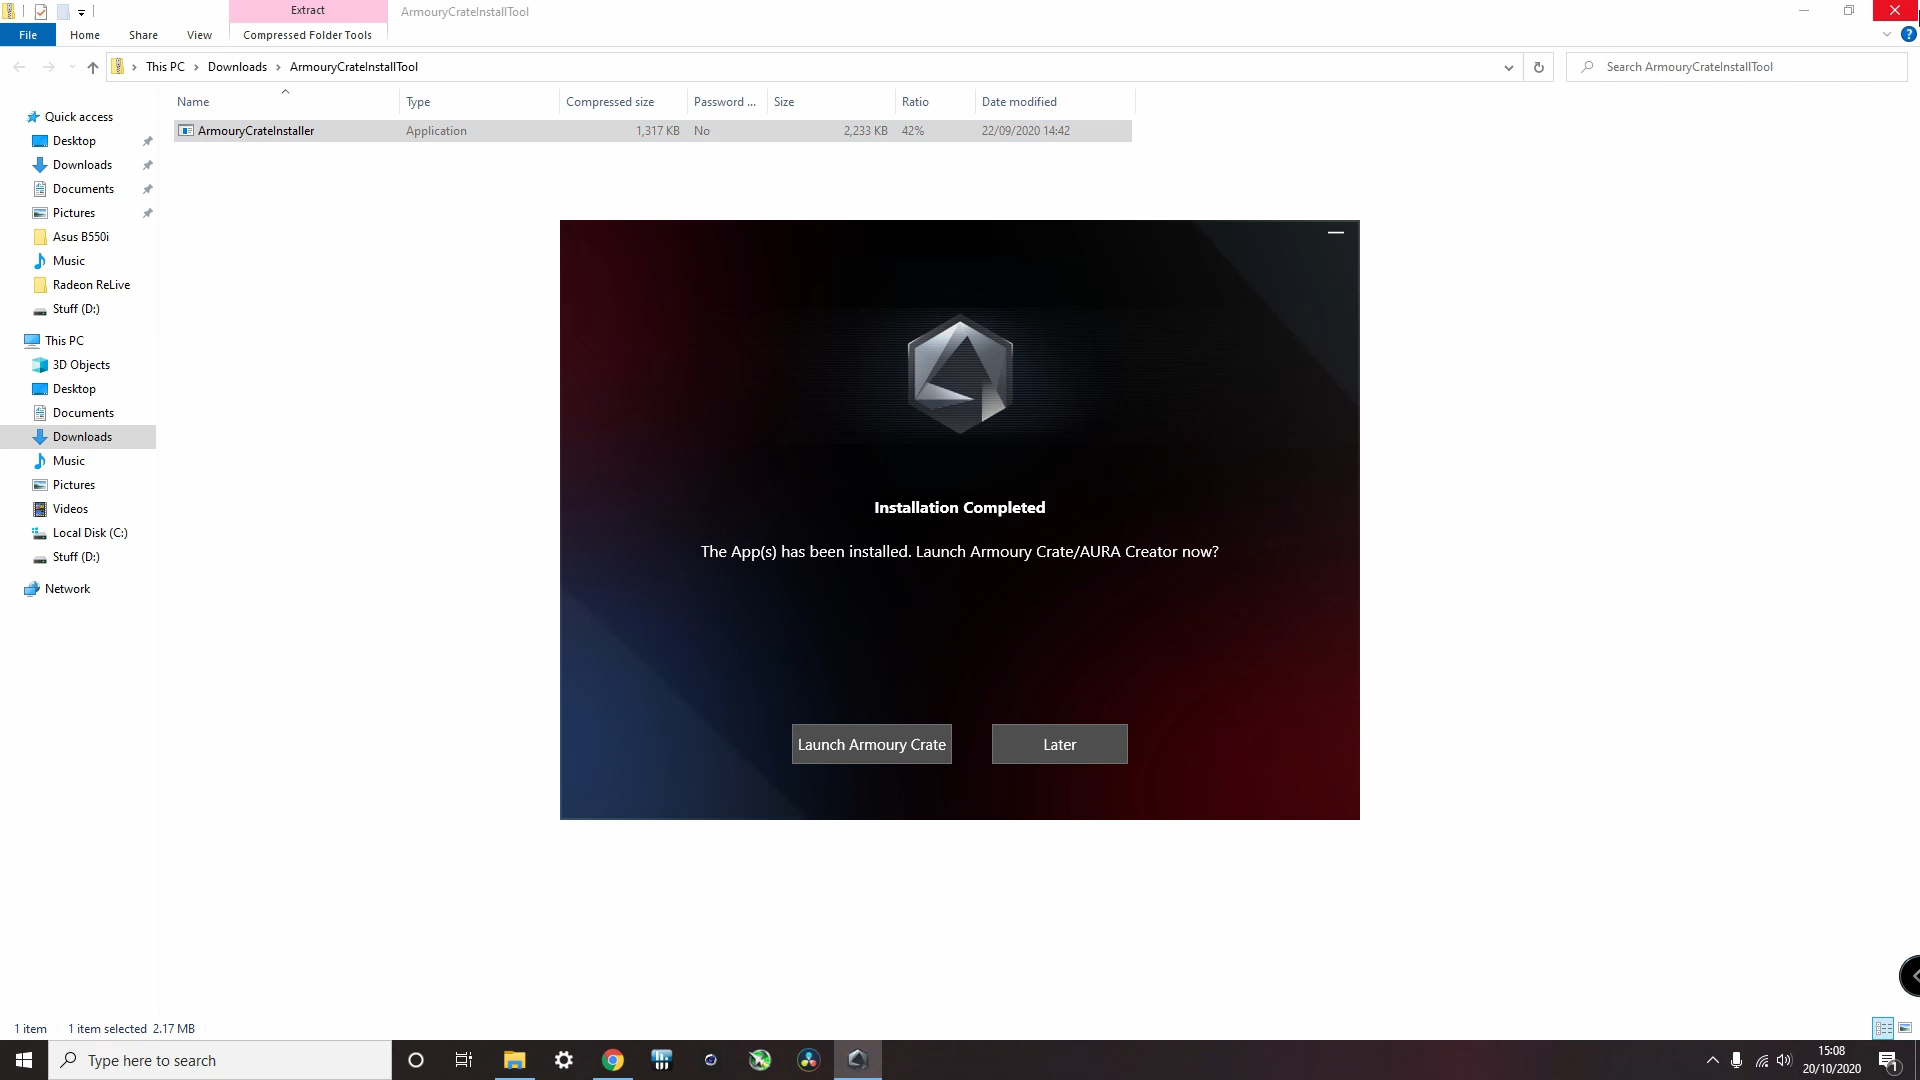 Extract
ArmouryCrateInstallTool
File
Home
Share
View
Compressed Folder Tools
?
This PC
Downloads
ArmouryCrateInstallTool
Search ArmouryCrateInstallTool
Name
Type
Compressed size
Password ...
Size
Ratio
Date modified
ArmouryCrateInstaller
Application
1,317 KB
No
2,233 KB
42%
22/09/2020 14:42
Quick access
Desktop
Downloads
Documents
Pictures
Asus B550i
Music
Radeon ReLive
Stuff (D:)
This PC
3D Objects
Desktop
Documents
Downloads
Music
Pictures
Videos
Local Disk (C:)
Stuff (D:)
Network
Installation Completed
The App(s) has been installed. Launch Armoury Crate/AURA Creator now?
Launch Armoury Crate
Later
1 item
1 item selected 2.17 MB
Type here to search
15:08
20/10/2020
1